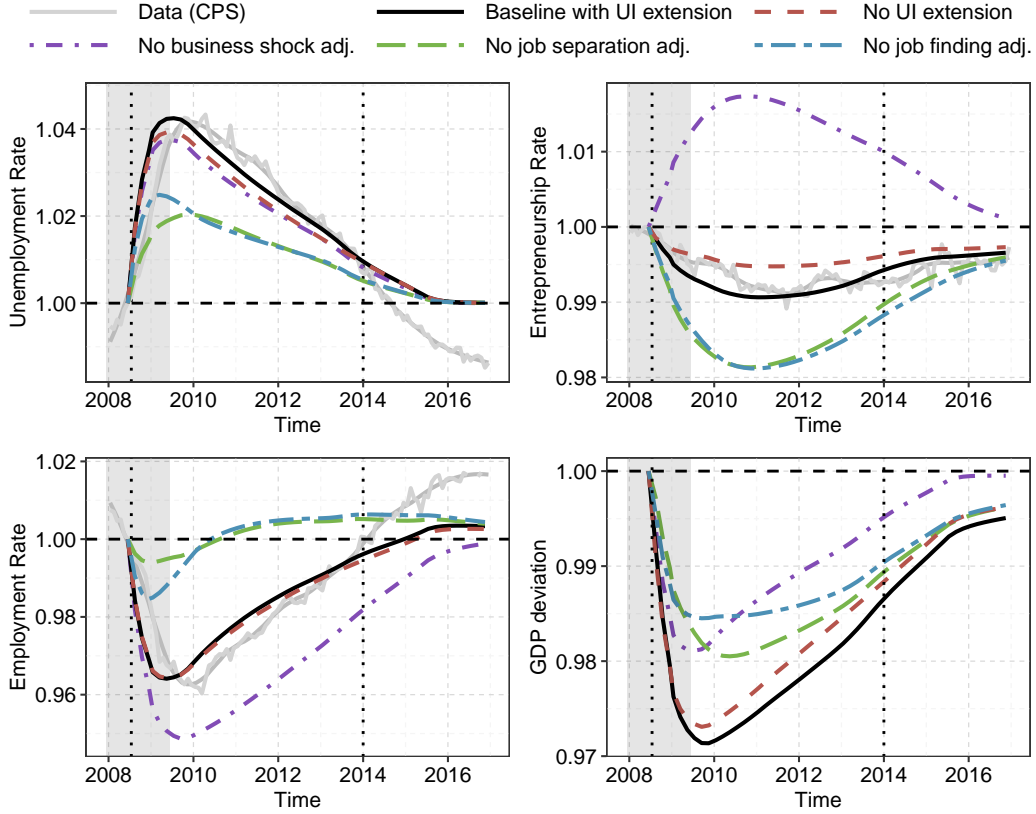 Data (CPS) Baseline with UI extension No UI extension
No business shock adj. No job separation adj. No job finding adj.
Unemployment Rate
1.04
1.02
1.00
2008 2010 2012 2014 2016
Time
Entrepreneurship Rate
1.01
1.00
0.99
0.98
2008 2010 2012 2014 2016
Time
Employment Rate
1.02
1.00
0.98
0.96
2008 2010 2012 2014 2016
Time
GDP deviation
1.00
0.99
0.98
0.97
2008 2010 2012 2014 2016
Time